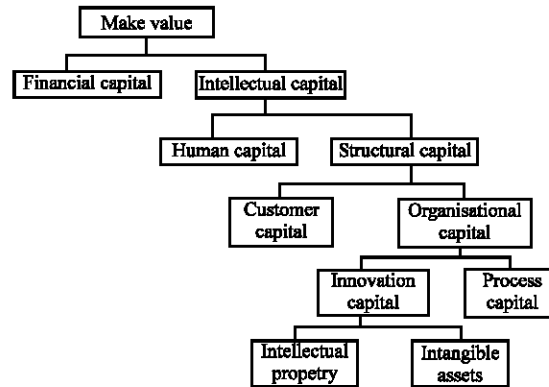 Make value
Financial capital
Intellectual capital
Human capital
Structural capital
Customer
capital
Organisational
capital
Innovation
capital
Process
capital
Intellectual
propetry
Intangible
assets